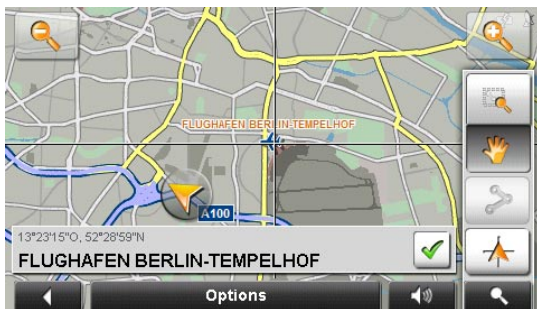 FLUGHAFEN BERLIN-TEMPELHOF
A100
13°23'15"O, 52°28'59"N
FLUGHAFEN BERLIN-TEMPELHOF
Options